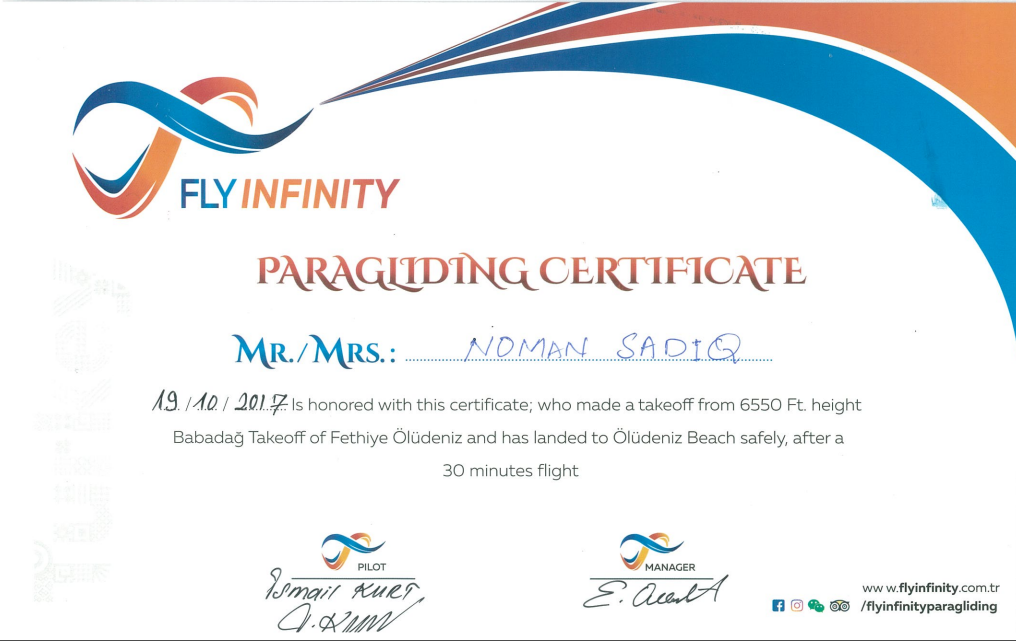 FLY INFINITY
PARAGLIDING CERTIFICATE
MR./MRS.: NOMAN SADIQ
19 / 10 / 2017 Is honored with this certificate; who made a takeoff from 6550 Ft. height
Babadağ Takeoff of Fethiye Ölüdeniz and has landed to Ölüdeniz Beach safely, after a
30 minutes flight
PILOT
İsmail KURT
MANAGER
www.flyinfinity.com.tr
/flyinfinityparagliding